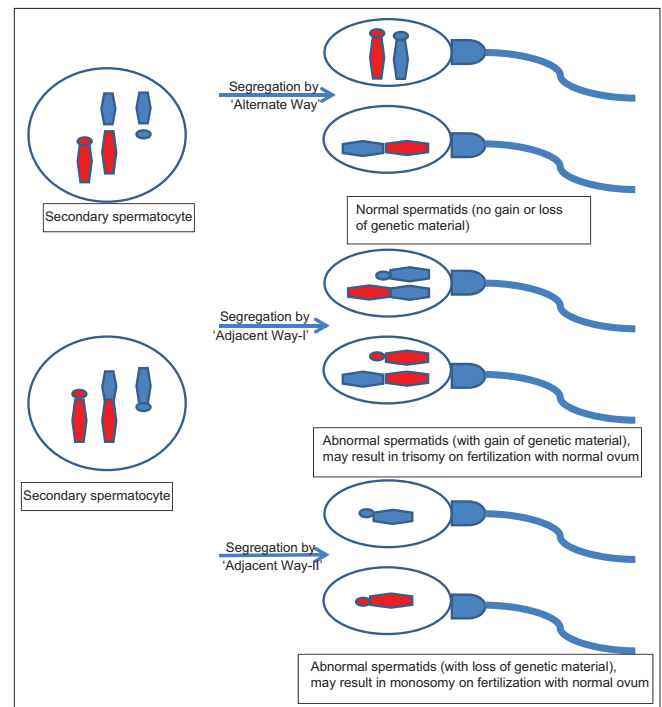 Segregation by
'Alternate Way'
Secondary spermatocyte
Normal spermatids (no gain or loss
of genetic material)
Segregation by
'Adjacent Way-I'
Abnormal spermatids (with gain of genetic material),
may result in trisomy on fertilization with normal ovum
Secondary spermatocyte
Segregation by
'Adjacent Way-II'
Abnormal spermatids (with loss of genetic material),
may result in monosomy on fertilization with normal ovum